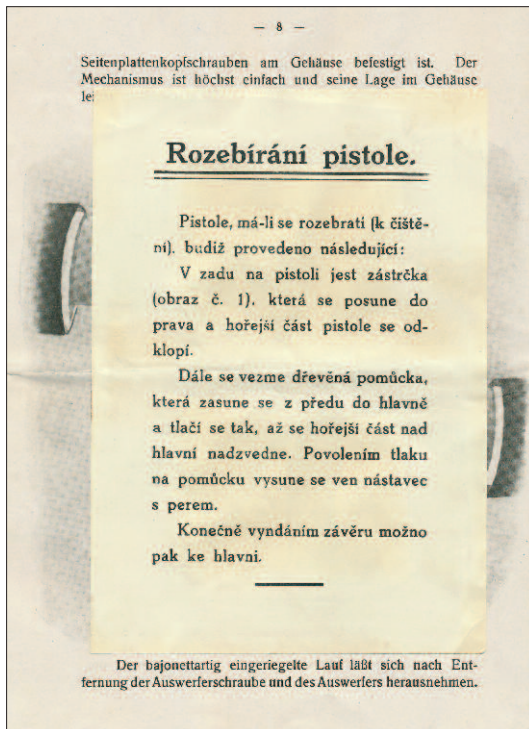 — 8 —
Seitenplattenkopfschrauben am Gehäuse befestigt ist. Der
Mechanismus ist höchst einfach und seine Lage im Gehäuse
Rozebírání pistole.
Pistole, má-li se rozebrati (k čiště-
ní). budiž provedeno následující:
V zadu na pistoli jest zástrčka
(obraz č. 1). která se posune do
prava a hořejší část pistole se od-
klopí.
Dále se vezme dřevěná pomůcka,
která zasune se z předu do hlavně
a tlačí se tak, až se hořejší část nad
hlavní nadzvedne. Povolením tlaku
na pomůcku vysune se ven nástavec
s perem.
Konečně vyndáním závěru možno
pak ke hlavni.
Der bajonettartig eingeriegelte Lauf läßt sich nach Ent-
fernung der Auswerferschraube und des Auswerfers herausnehmen.